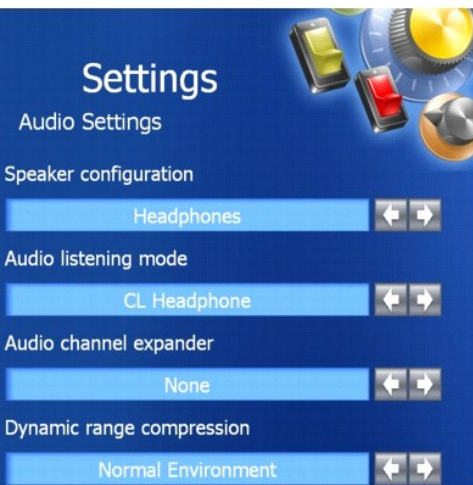 Settings
Audio Settings
Speaker configuration
Headphones
Audio listening mode
CL Headphone
Audio channel expander
None
Dynamic range compression
Normal Environment